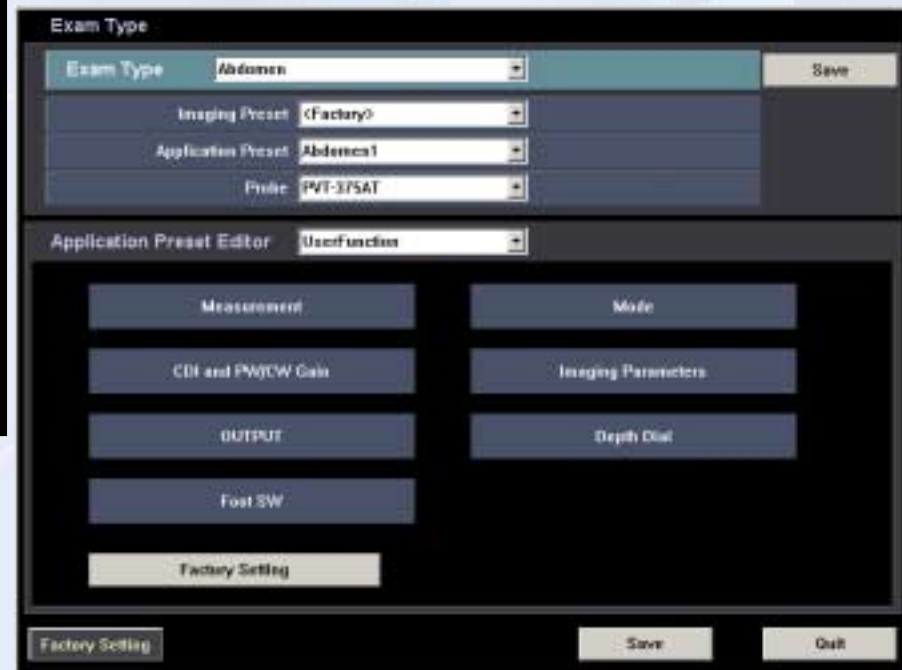 Exam Type
Exam Type Abdomen Save
Imaging Preset <Factory>
Application Preset Abdomen1
Probe PVT-375AT
Application Preset Editor UserFunction
Measurement Mode
CDI and PW/CW Gain Imaging Parameters
OUTPUT Depth Dial
Foot SW
Factory Setting
Factory Setting Save Quit